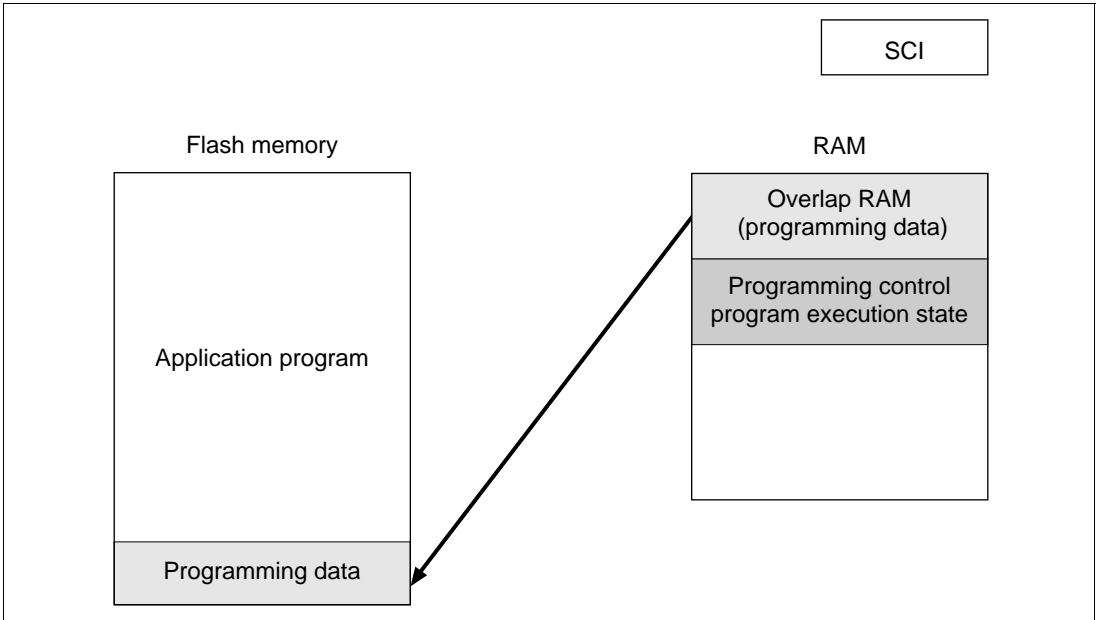 SCI
Flash memory
RAM
Overlap RAM
(programming data)
Programming control
program execution state
Application program
Programming data